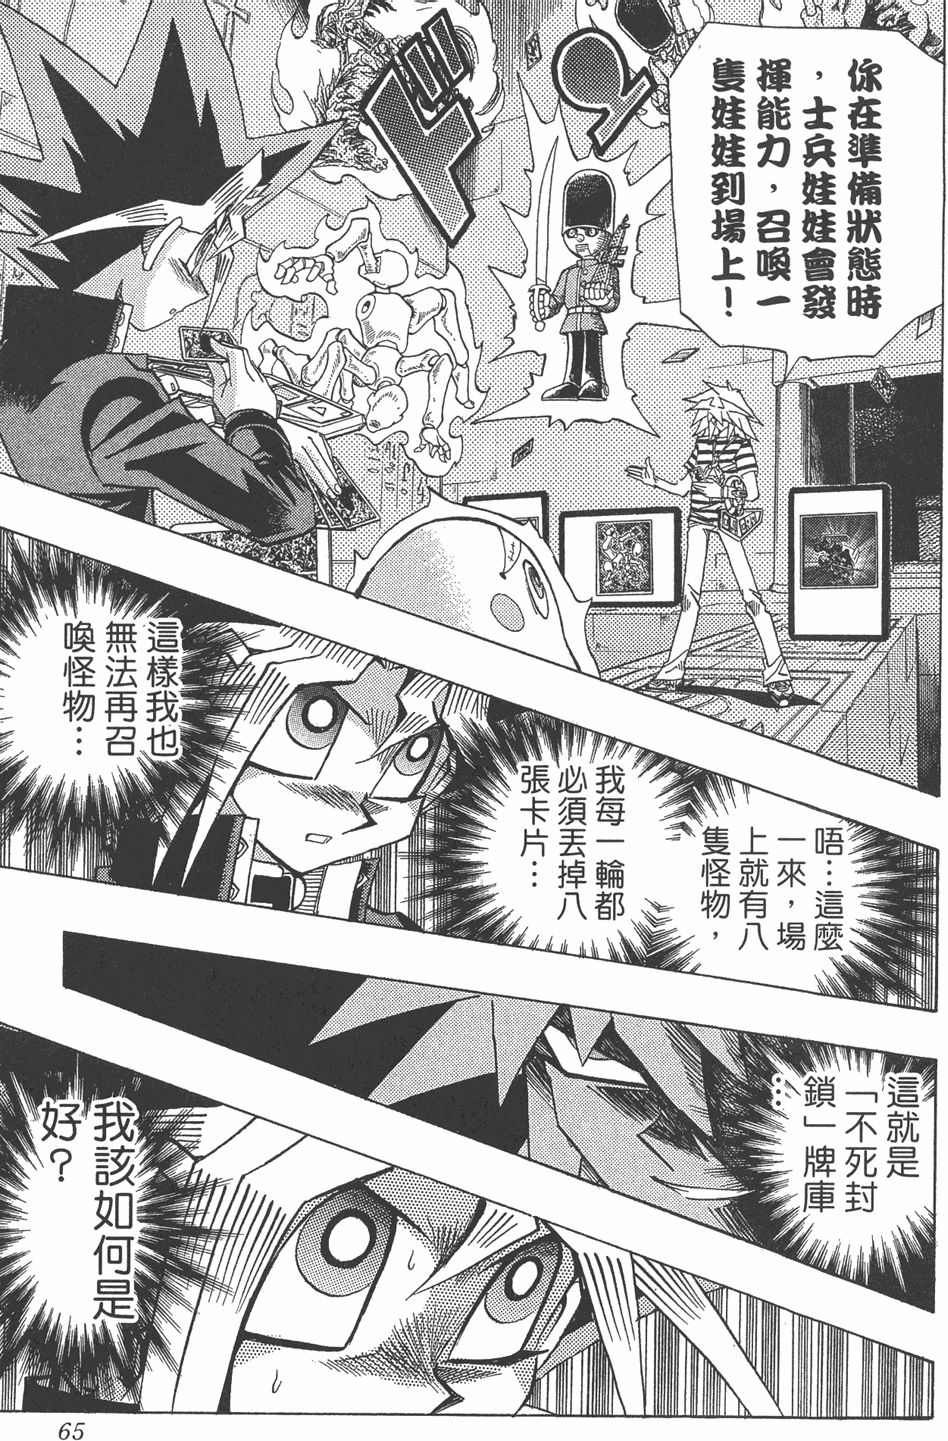 你在準備狀態時
，士兵娃娃會發
揮能力，召喚一
隻娃娃到場上！
唔…這麼
一來，場
上就有八
隻怪物，
我每一輪都
必須丟掉八
張卡片…
這樣我也
無法再召
喚怪物…
這就是
「不死封
鎖」牌庫
…
我該如何是
好？
65